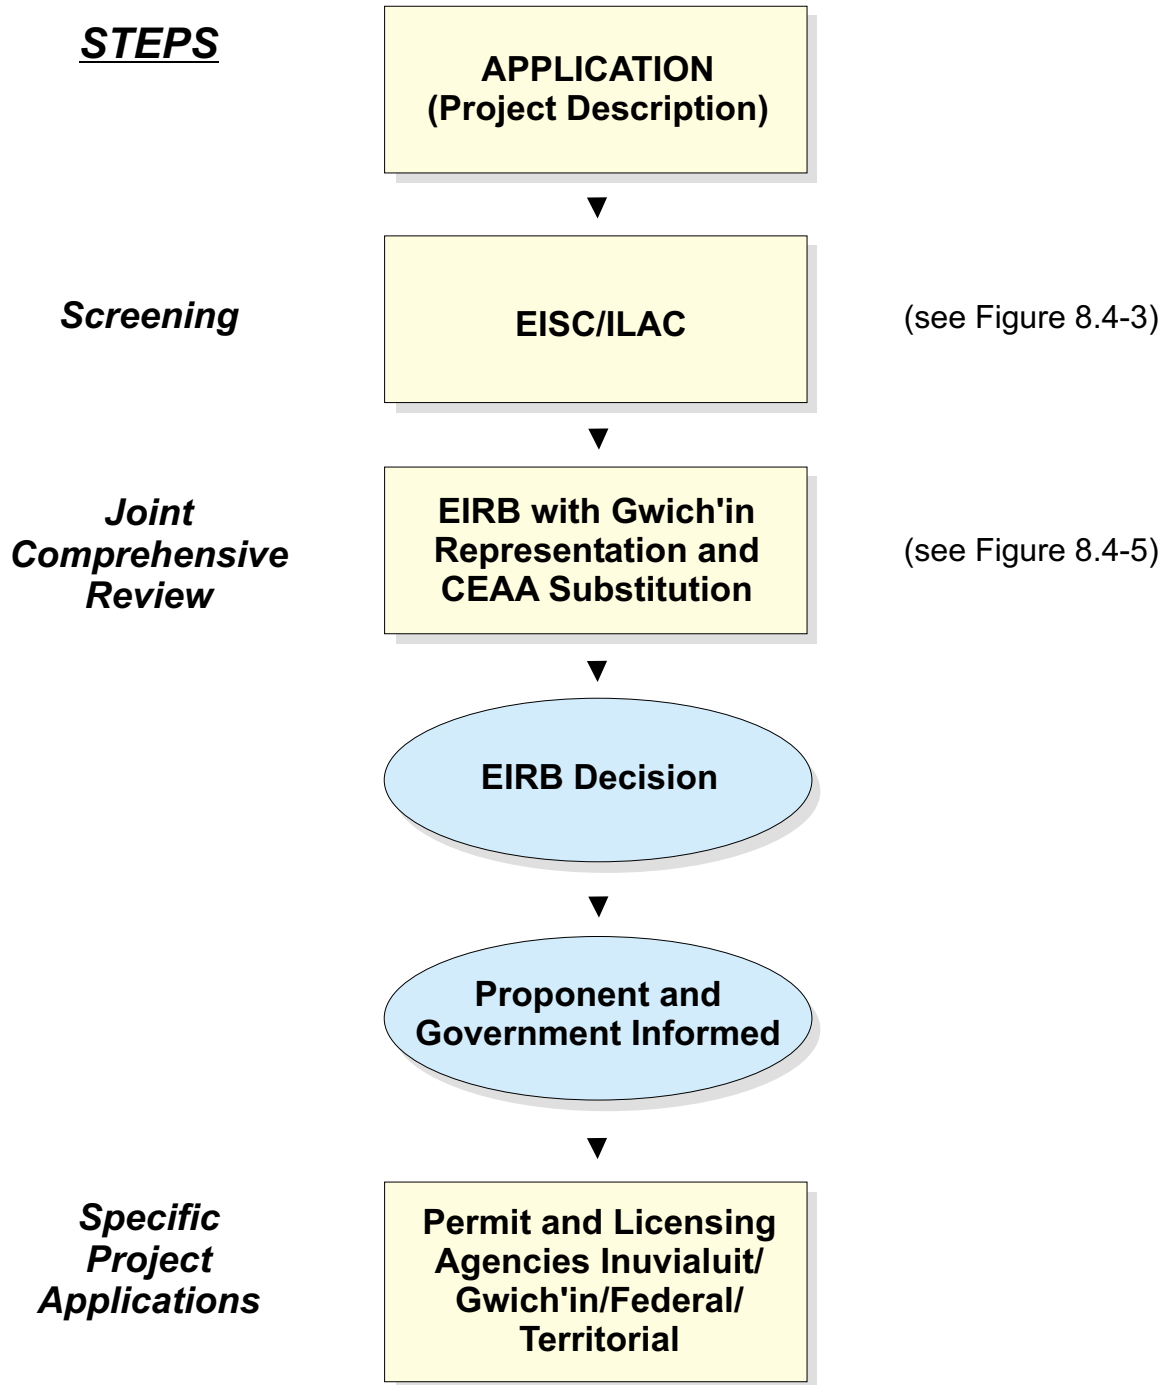 STEPS
APPLICATION
(Project Description)
Screening
EISC/ILAC
(see Figure 8.4-3)
Joint
Comprehensive
Review
EIRB with Gwich'in
Representation and
CEAA Substitution
(see Figure 8.4-5)
EIRB Decision
Proponent and
Government Informed
Specific
Project
Applications
Permit and Licensing
Agencies Inuvialuit/
Gwich'in/Federal/
Territorial